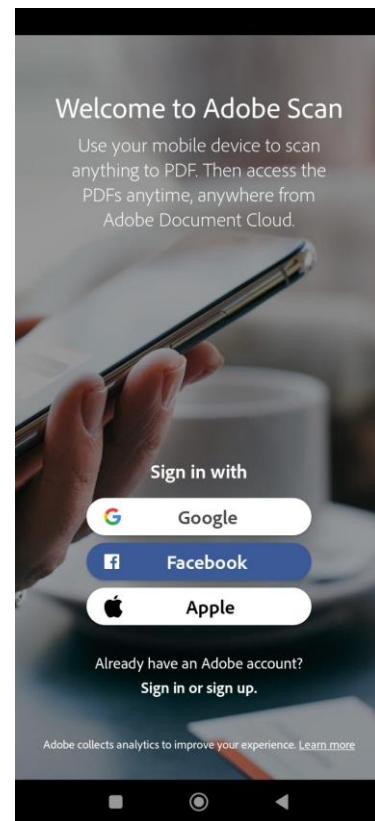 Welcome to Adobe Scan
Use your mobile device to scan
anything to PDF. Then access the
PDFs anytime, anywhere from
Adobe Document Cloud.
Sign in with
Google
Facebook
Apple
Already have an Adobe account?
Sign in or sign up.
Adobe collects analytics to improve your experience. Learn more